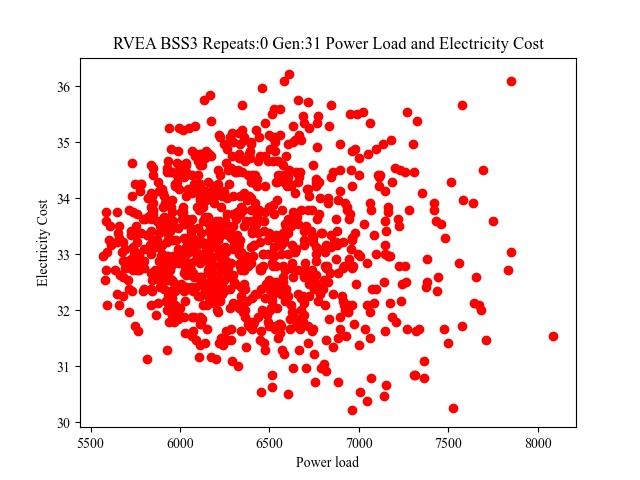 RVEA BSS3 Repeats:0 Gen:31 Power Load and Electricity Cost
36
35
34
33
32
31
30
Electricity Cost
5500 6000 6500 7000 7500 8000
Power load